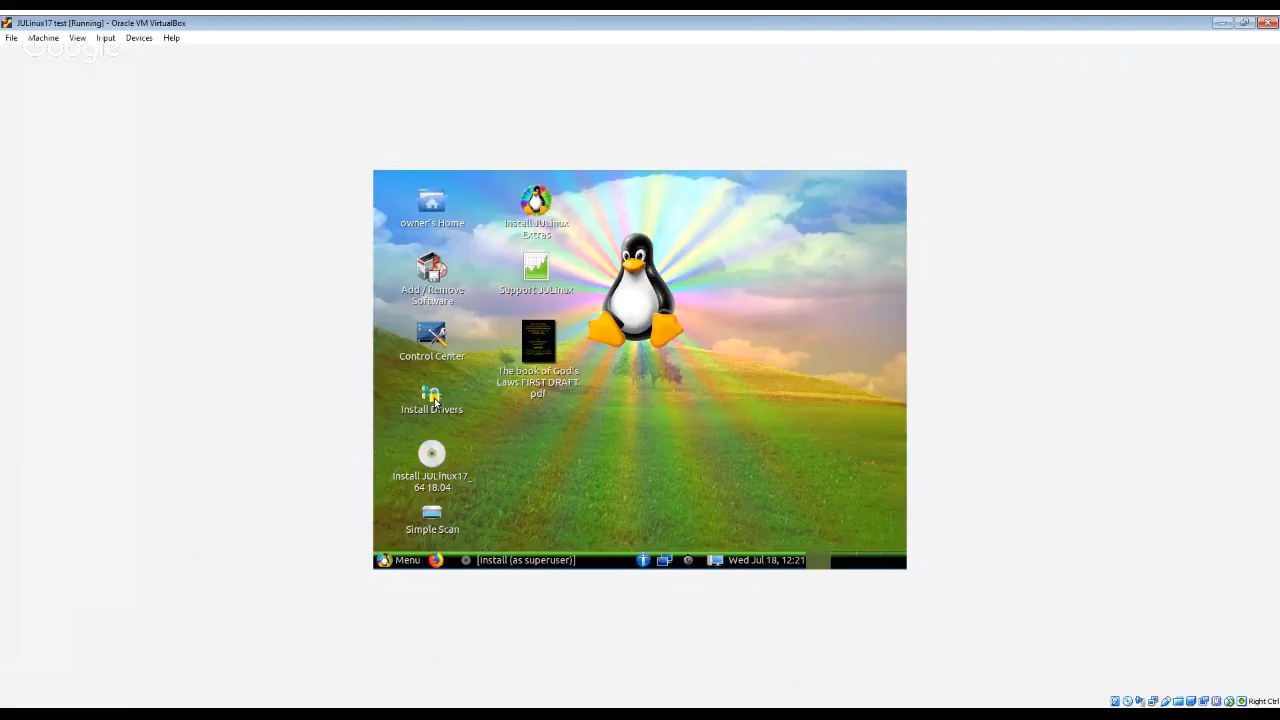 JULinux17 test [Running] - Oracle VM VirtualBox
File Machine View Input Devices Help
Google
owner's Home
Install JULinux
Extras
Add / Remove
Software
Support JULinux
Control Center
The book of God's
Laws FIRST DRAFT.
pdf
Install Drivers
Install JULinux17_
64 18.04
Simple Scan
Menu [Install (as superuser)] Wed Jul 18, 12:21
Right Ctrl